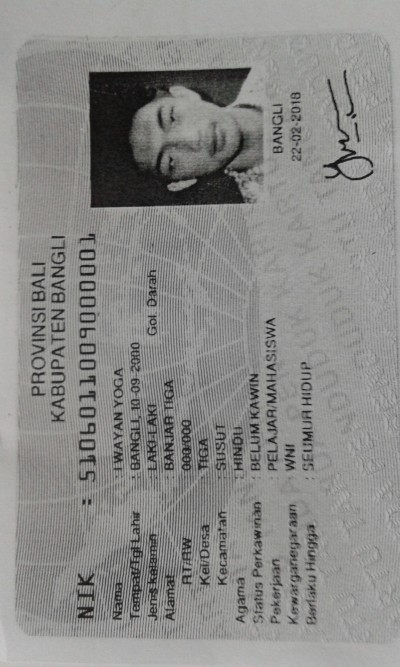 PROVINSI BALI
KABUPATEN BANGLI
NIK : 5106011009000001
Nama : I WAYAN YOGA
Tempat/Tgl Lahir : BANGLI, 10-09-2000
Jenis kelamin : LAKI-LAKI Gol. Darah
Alamat : BANJAR TIGA
RT/RW : 000/000
Kel/Desa : TIGA
Kecamatan : SUSUT
Agama : HINDU
Status Perkawinan : BELUM KAWIN
Pekerjaan : PELAJAR/MAHASISWA
Kewarganegaraan : WNI
Berlaku Hingga : SEUMUR HIDUP
BANGLI
22-02-2018